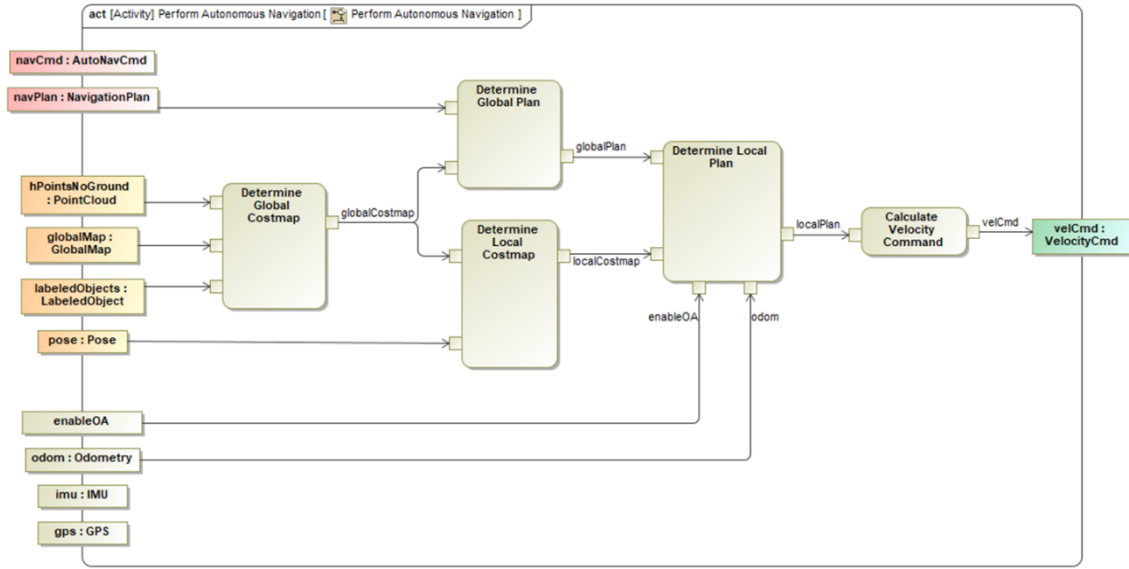 act [Activity] Perform Autonomous Navigation [ Perform Autonomous Navigation ]
navCmd : AutoNavCmd
navPlan : NavigationPlan
Determine
Global Plan
globalPlan
Determine Local
Plan
hPointsNoGround
: PointCloud
globalMap :
GlobalMap
labeledObjects :
LabeledObject
pose : Pose
Determine
Global
Costmap
globalCostmap
Determine
Local
Costmap
localCostmap
localPlan
Calculate
Velocity
Command
velCmd
velCmd :
VelocityCmd
enableOA
odom
enableOA
odom : Odometry
imu : IMU
gps : GPS